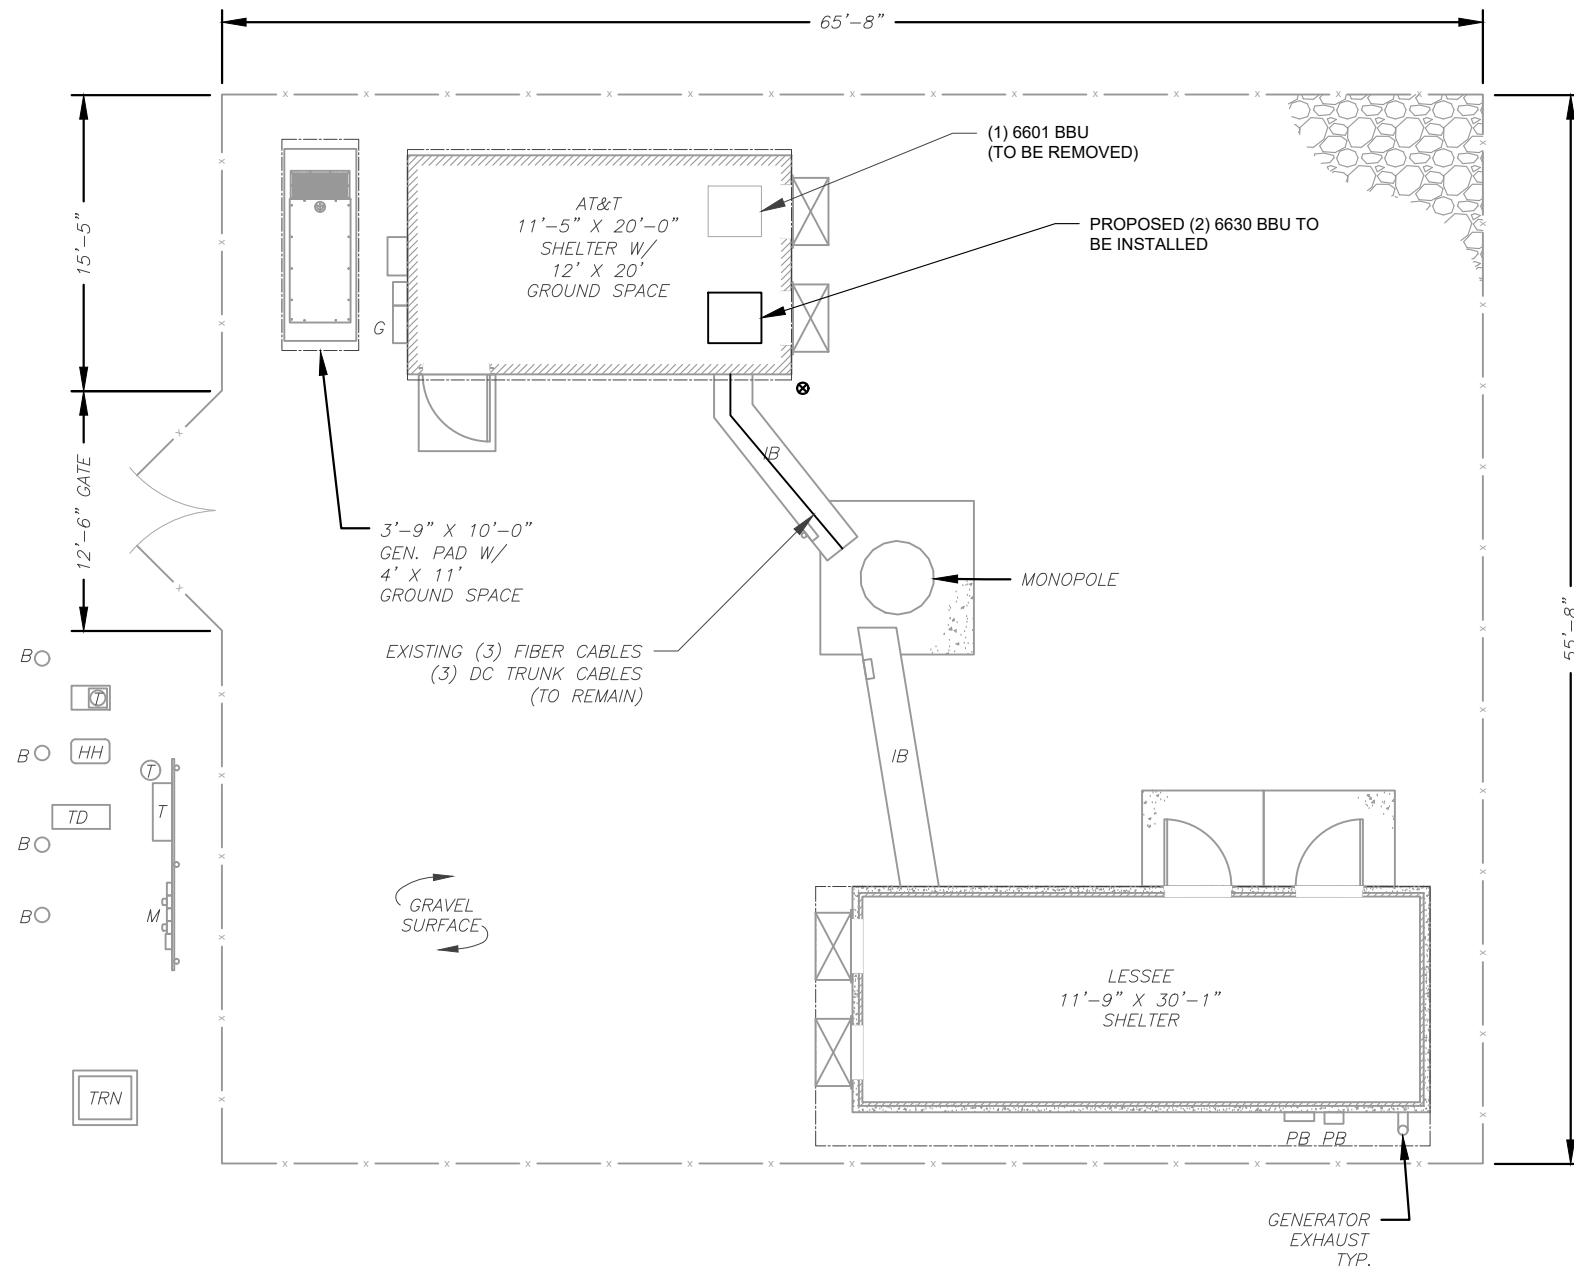 65'-8"
(1) 6601 BBU
(TO BE REMOVED)
AT&T
11'-5" X 20'-0"
SHELTER W/
12' X 20'
GROUND SPACE
PROPOSED (2) 6630 BBU TO
BE INSTALLED
15'-5"
G
12'-6" GATE
IB
3'-9" X 10'-0"
GEN. PAD W/
4' X 11'
GROUND SPACE
MONOPOLE
55'-8"
EXISTING (3) FIBER CABLES
(3) DC TRUNK CABLES
(TO REMAIN)
B
T
B
HH
T
IB
T
TD
B
B
M
GRAVEL
SURFACE
LESSEE
11'-9" X 30'-1"
SHELTER
TRN
PB PB
GENERATOR
EXHAUST
TYP.